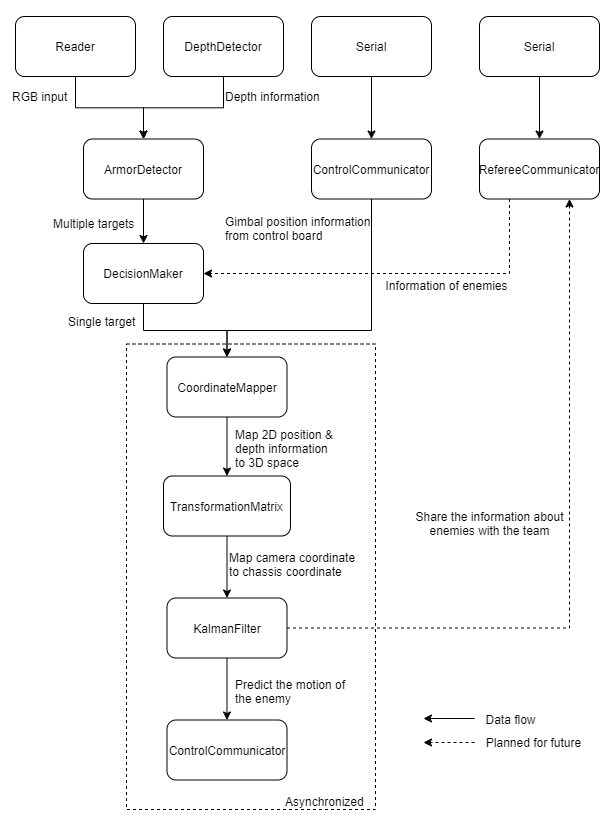 Reader
DepthDetector
Serial
Serial
RGB input
Depth information
ArmorDetector
ControlCommunicator
RefereeCommunicator
Multiple targets
Gimbal position information
from control board
DecisionMaker
Information of enemies
Single target
CoordinateMapper
Map 2D position &
depth information
to 3D space
TransformationMatrix
Share the information about
enemies with the team
Map camera coordinate
to chassis coordinate
KalmanFilter
Predict the motion of
the enemy
Data flow
Planned for future
ControlCommunicator
Asynchronized